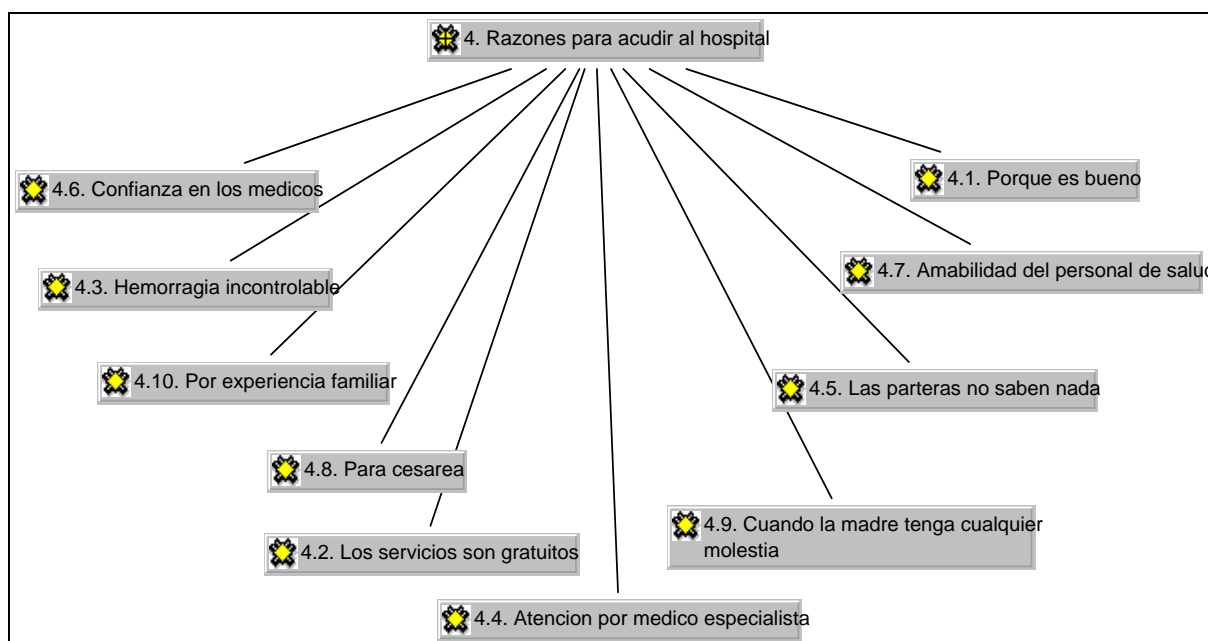 4. Razones para acudir al hospital
4.6. Confianza en los medicos
4.1. Porque es bueno
4.3. Hemorragia incontrolable
4.7. Amabilidad del personal de salud
4.10. Por experiencia familiar
4.5. Las parteras no saben nada
4.8. Para cesarea
4.9. Cuando la madre tenga cualquier
molestia
4.2. Los servicios son gratuitos
4.4. Atencion por medico especialista